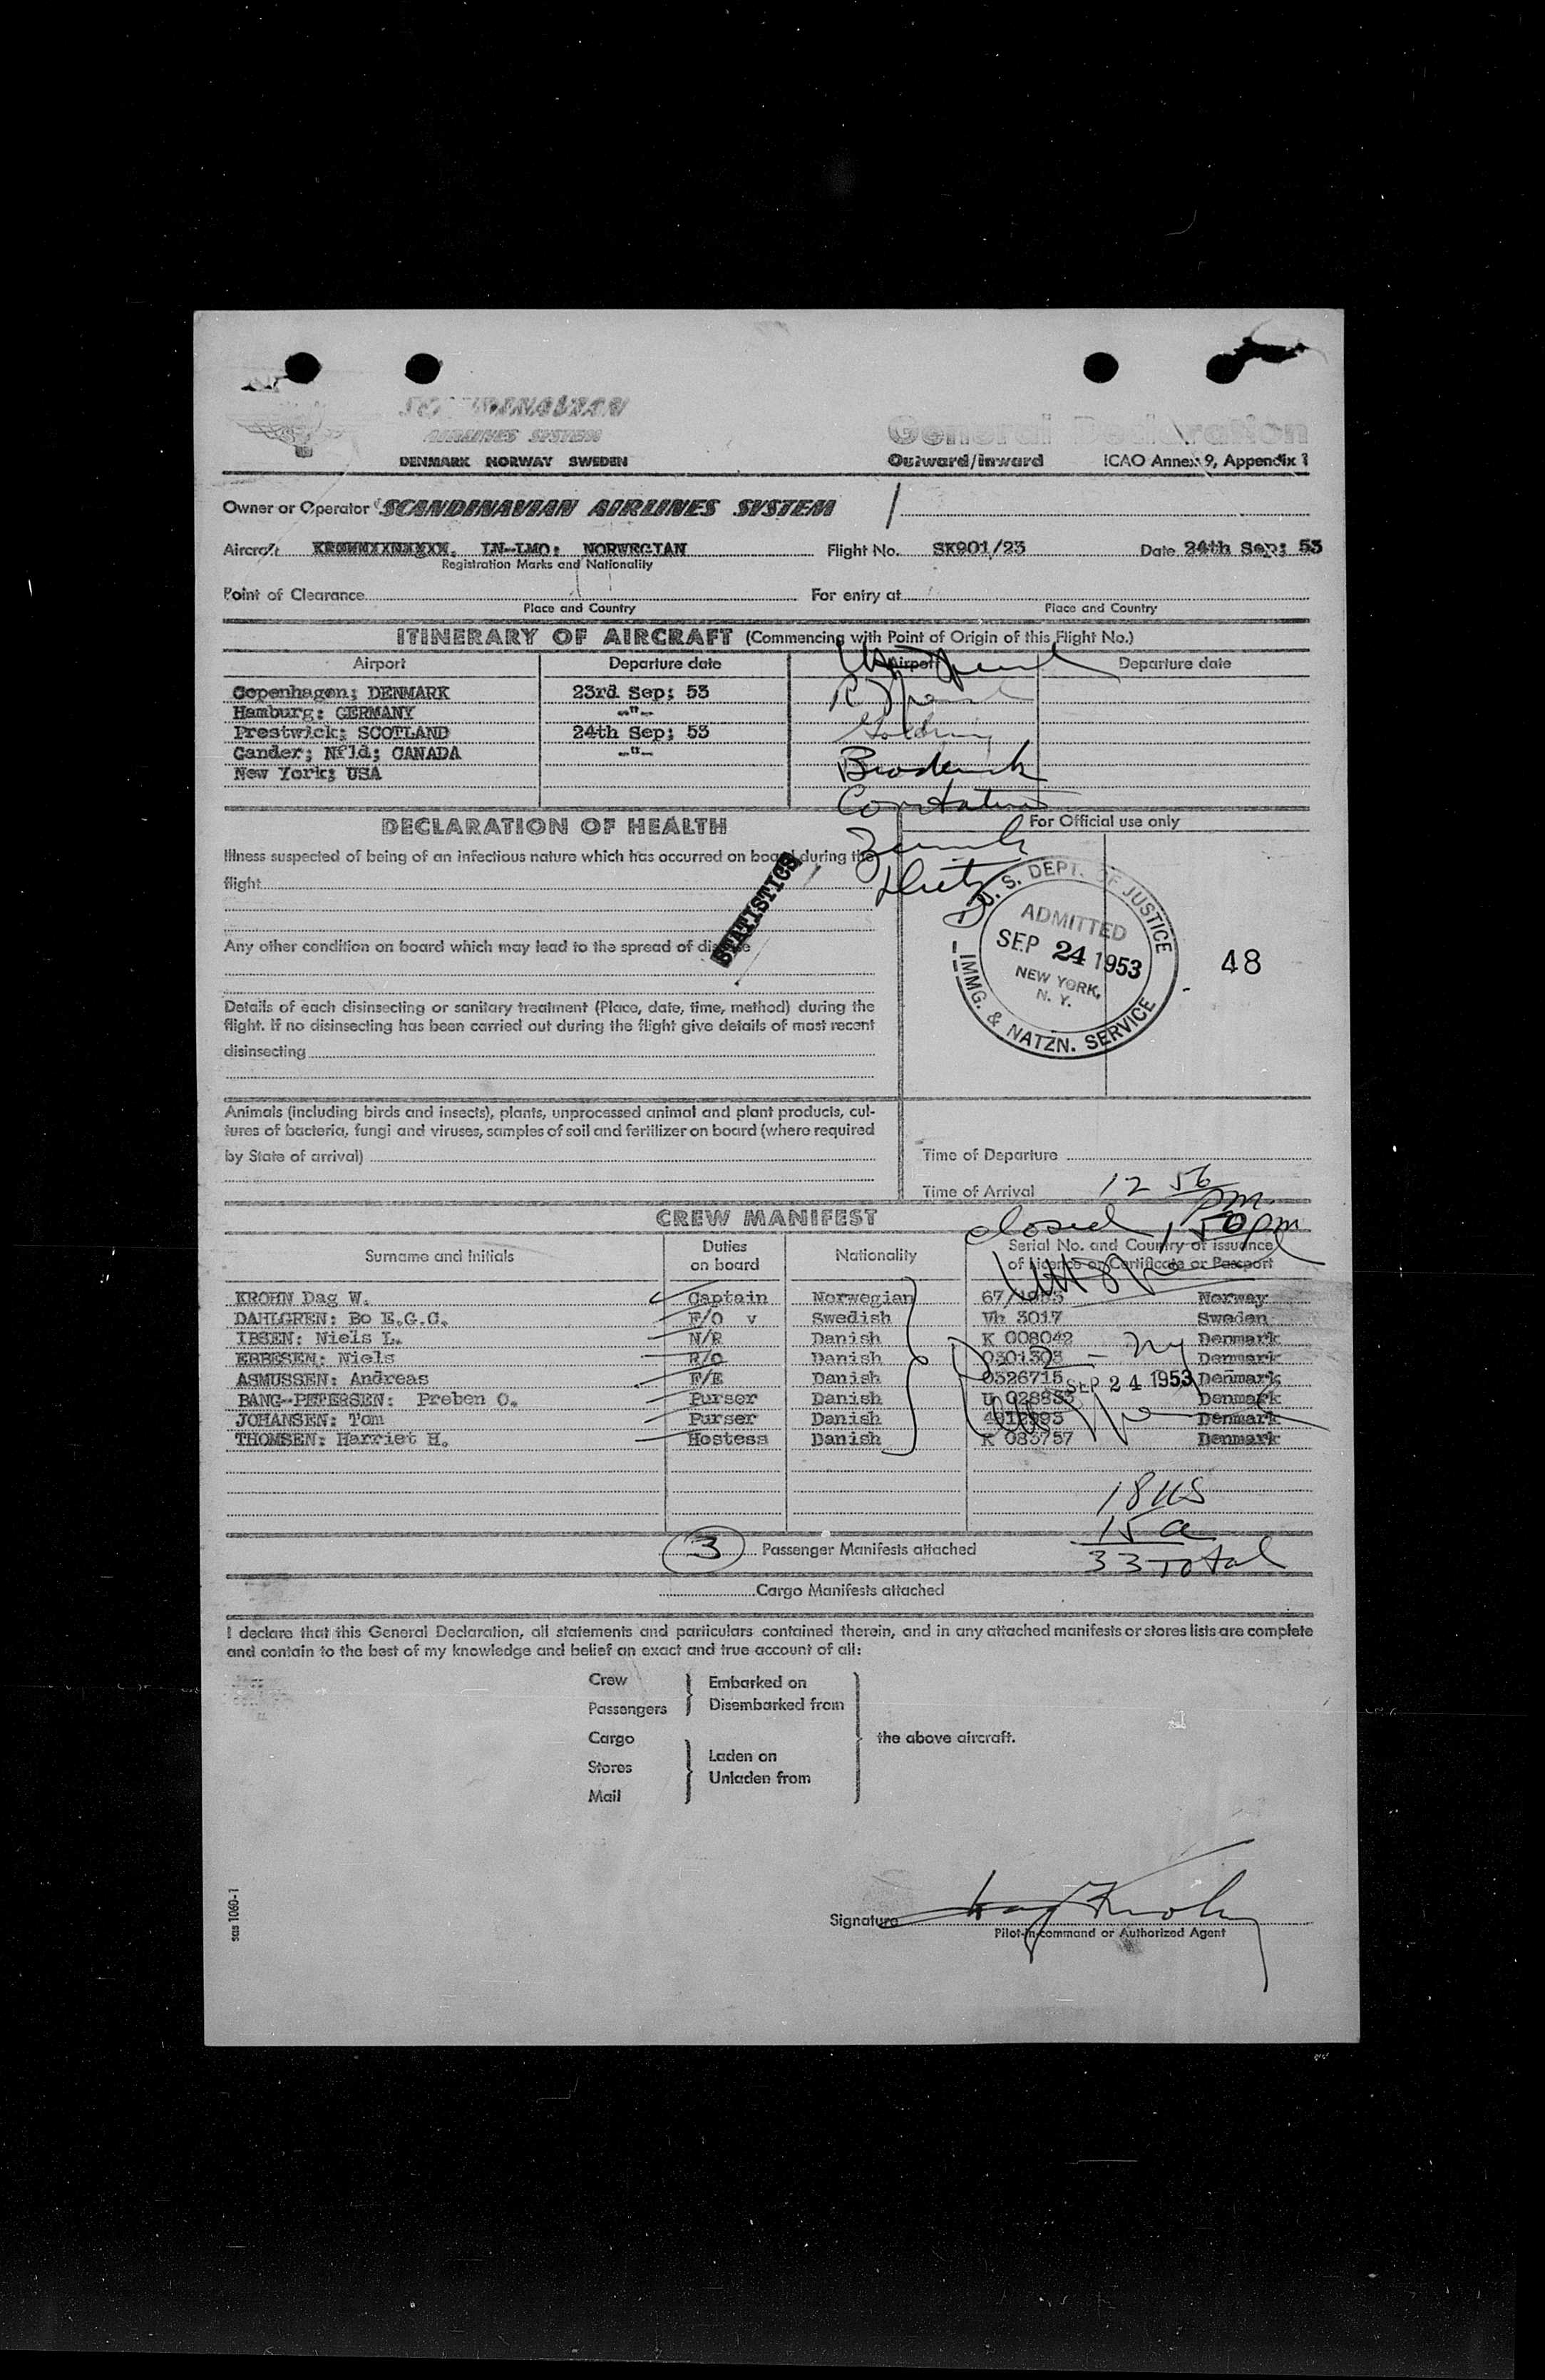 SCANDINAVIAN
AIRLINES SYSTEM
DENMARK NORWAY SWEDEN
General Declaration
Outward/Inward ICAO Annex 9, Appendix 1
Owner or Operator SCANDINAVIAN AIRLINES SYSTEM
Aircraft LN-LMO: NORWEGIAN Flight No. SK901/23 Date 24th Sep; 53
Registration Marks and Nationality
Point of Clearance For entry at
Place and Country Place and Country
ITINERARY OF AIRCRAFT (Commencing with Point of Origin of this Flight No.)
Airport Departure date Airport Departure date
Copenhagen; DENMARK 23rd Sep; 53
Hamburg: GERMANY -"-
Prestwick; SCOTLAND 24th Sep; 53
Gander; Nfld; CANADA -"-
New York; USA
Broderick
DECLARATION OF HEALTH
For Official use only
Illness suspected of being of an infectious nature which has occurred on board during the
flight
STATISTICS
Any other condition on board which may lead to the spread of disease
Details of each disinsecting or sanitary treatment (Place, date, time, method) during the
flight. If no disinsecting has been carried out during the flight give details of most recent
disinsecting
U. S. DEPT. OF JUSTICE
ADMITTED
SEP 24 1953
NEW YORK,
N. Y.
IMMG. & NATZN. SERVICE
48
Animals (including birds and insects), plants, unprocessed animal and plant products, cul-
tures of bacteria, fungi and viruses, samples of soil and fertilizer on board (where required
by State of arrival)
Time of Departure
Time of Arrival 12 56 pm
closed 1 50 pm
CREW MANIFEST
Surname and Initials Duties on board Nationality Serial No. and Country of issuance of Licence or Certificate or Passport
KROHN Dag W. Captain Norwegian Norway
DAHLGREN: Bo E.G.C. F/O v Swedish Vh 3017 Sweden
IBSEN: Niels L. N/R Danish K 008042 Denmark
EBBESEN: Niels R/O Danish 0301303 Denmark
ASMUSSEN: Andreas F/E Danish 0326715 Denmark
SEP 24 1953
BANG-PETERSEN: Preben O. Purser Danish Denmark
JOHANSEN: Tom Purser Danish Denmark
THOMSEN: Harriet H. Hostess Danish K 083757 Denmark
18 US
15 a
33 Total
3 Passenger Manifests attached
Cargo Manifests attached
I declare that this General Declaration, all statements and particulars contained therein, and in any attached manifests or stores lists are complete
and contain to the best of my knowledge and belief an exact and true account of all:
Crew Embarked on
Passengers Disembarked from
Cargo the above aircraft.
Stores Laden on
Mail Unladen from
Signature Dag Krohn
Pilot-in-command or Authorized Agent
sas 1060-1